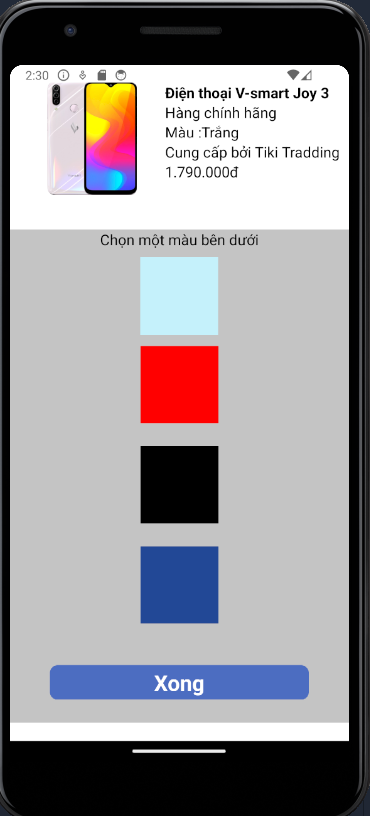 2:30
Điện thoại V-smart Joy 3
Hàng chính hãng
Màu :Trắng
Cung cấp bởi Tiki Tradding
1.790.000đ
Chọn một màu bên dưới
Xong